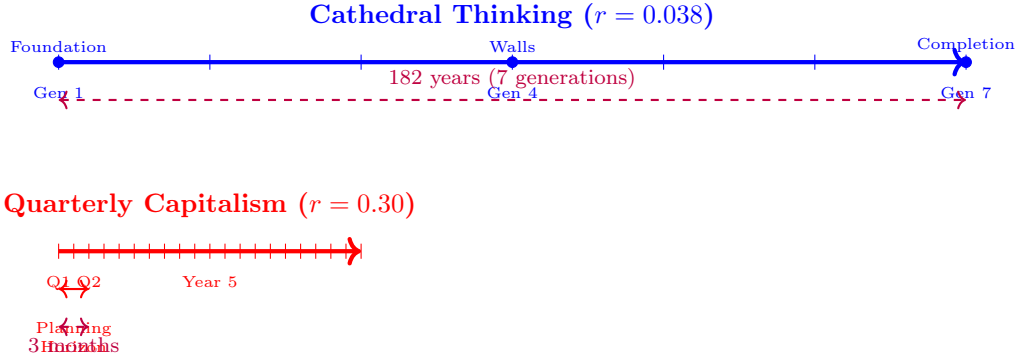 Cathedral Thinking (r = 0.038)
Foundation Walls Completion
182 years (7 generations)
Gen 1 Gen 4 Gen 7
Quarterly Capitalism (r = 0.30)
Q1 Q2 Year 5
Planning
Horizon
3 months